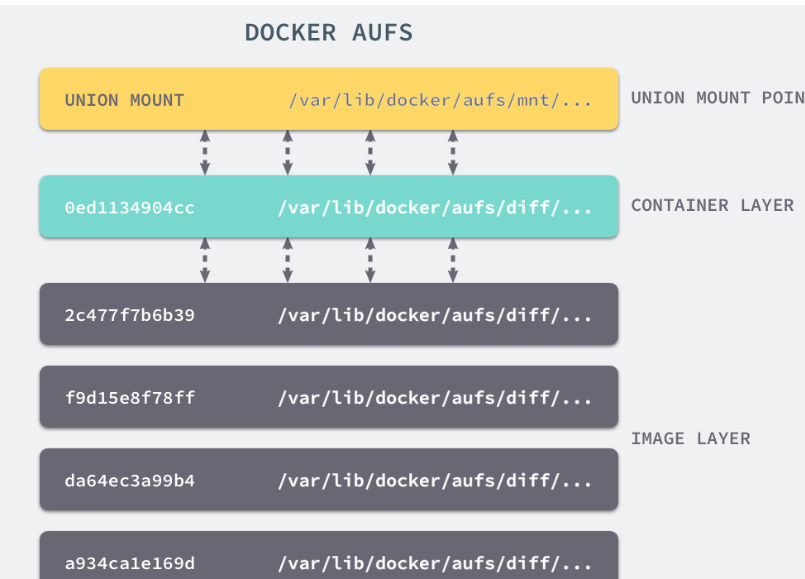 DOCKER AUFS
UNION MOUNT /var/lib/docker/aufs/mnt/... UNION MOUNT POIN
0ed1134904cc /var/lib/docker/aufs/diff/... CONTAINER LAYER
2c477f7b6b39 /var/lib/docker/aufs/diff/...
f9d15e8f78ff /var/lib/docker/aufs/diff/...
IMAGE LAYER
da64ec3a99b4 /var/lib/docker/aufs/diff/...
a934ca1e169d /var/lib/docker/aufs/diff/...